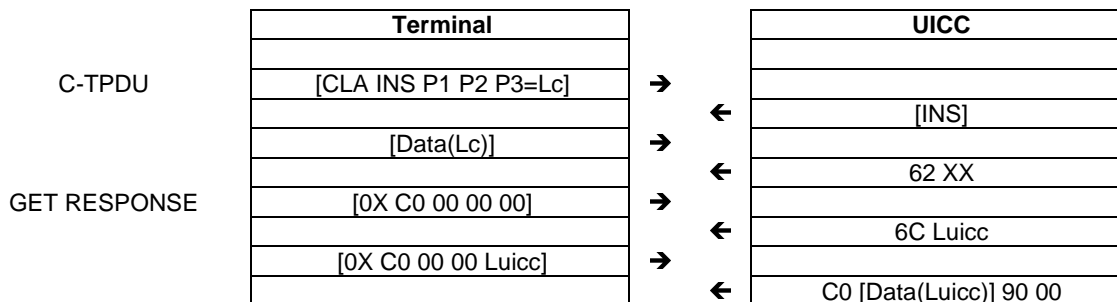 Terminal UICC
C-TPDU [CLA INS P1 P2 P3=Lc] ➔
🡸 [INS]
[Data(Lc)] ➔
🡸 62 XX
GET RESPONSE [0X C0 00 00 00] ➔
🡸 6C Luicc
[0X C0 00 00 Luicc] ➔
🡸 C0 [Data(Luicc)] 90 00